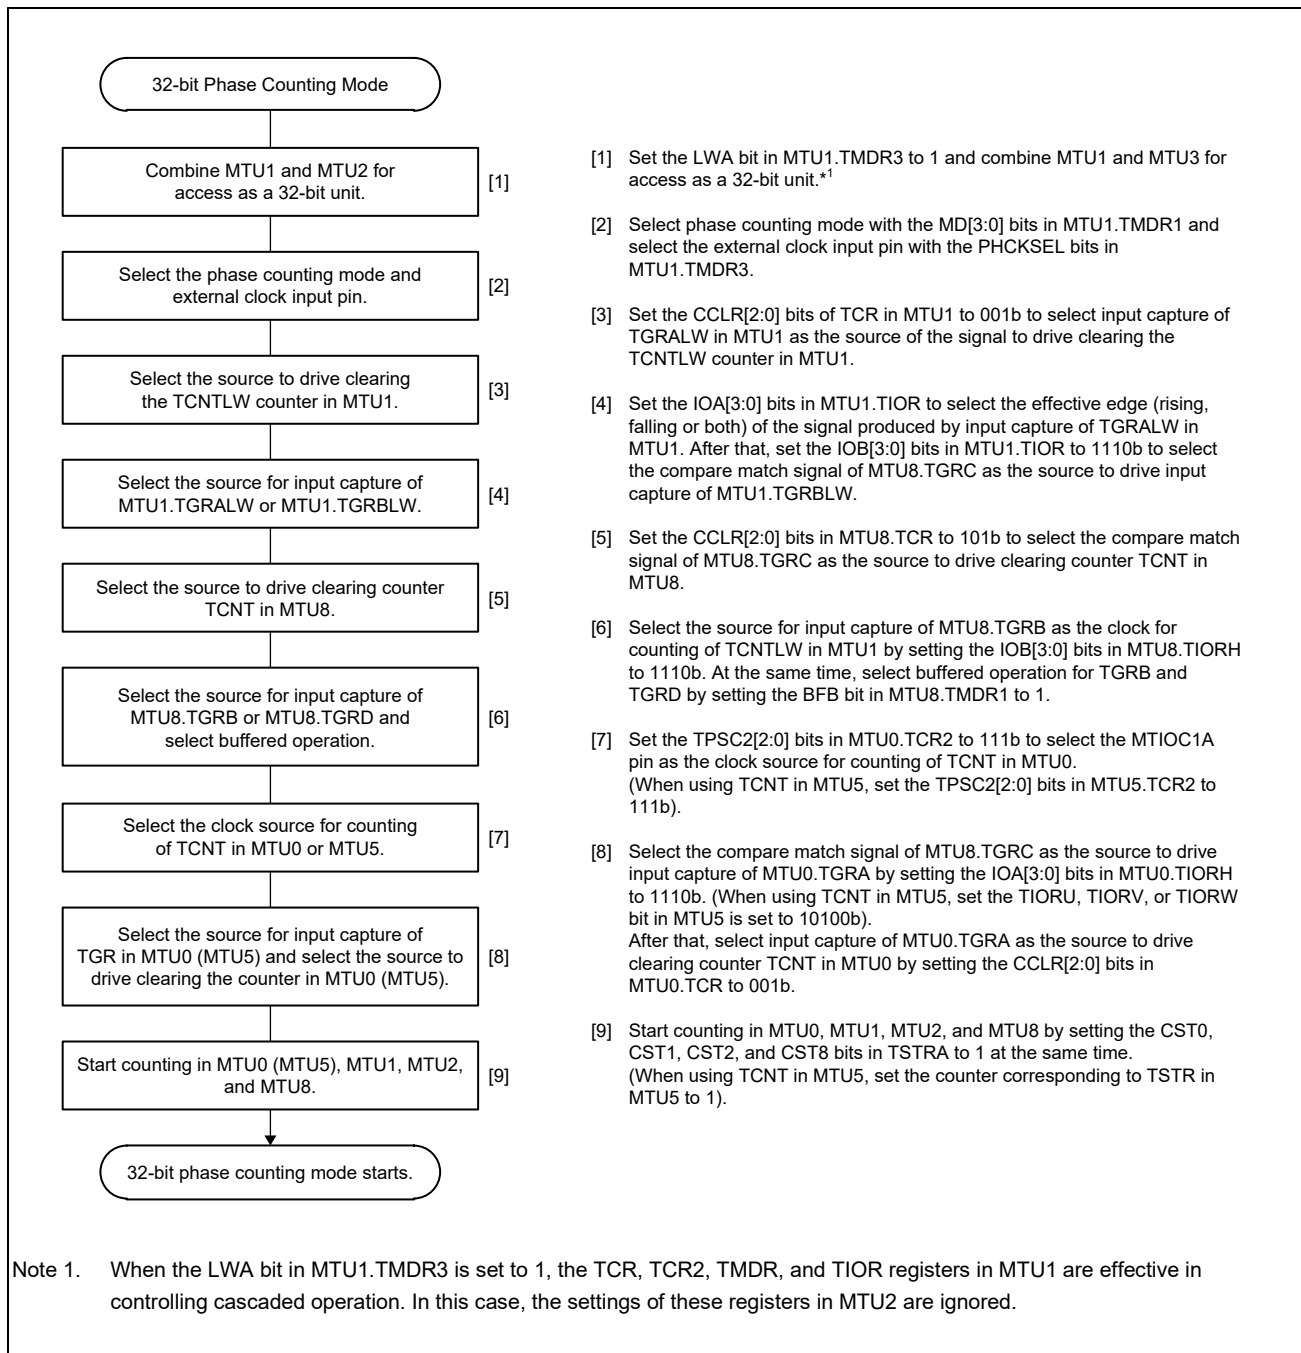 32-bit Phase Counting Mode
Combine MTU1 and MTU2 for
access as a 32-bit unit.
[1]
Select the phase counting mode and
external clock input pin.
[2]
Select the source to drive clearing
the TCNTLW counter in MTU1.
[3]
Select the source for input capture of
MTU1.TGRALW or MTU1.TGRBLW.
[4]
Select the source to drive clearing counter
TCNT in MTU8.
[5]
Select the source for input capture of
MTU8.TGRB or MTU8.TGRD and
select buffered operation.
[6]
Select the clock source for counting
of TCNT in MTU0 or MTU5.
[7]
Select the source for input capture of
TGR in MTU0 (MTU5) and select the source to
drive clearing the counter in MTU0 (MTU5).
[8]
Start counting in MTU0 (MTU5), MTU1, MTU2,
and MTU8.
[9]
32-bit phase counting mode starts.
[1] Set the LWA bit in MTU1.TMDR3 to 1 and combine MTU1 and MTU3 for
access as a 32-bit unit.*1
[2] Select phase counting mode with the MD[3:0] bits in MTU1.TMDR1 and
select the external clock input pin with the PHCKSEL bits in
MTU1.TMDR3.
[3] Set the CCLR[2:0] bits of TCR in MTU1 to 001b to select input capture of
TGRALW in MTU1 as the source of the signal to drive clearing the
TCNTLW counter in MTU1.
[4] Set the IOA[3:0] bits in MTU1.TIOR to select the effective edge (rising,
falling or both) of the signal produced by input capture of TGRALW in
MTU1. After that, set the IOB[3:0] bits in MTU1.TIOR to 1110b to select
the compare match signal of MTU8.TGRC as the source to drive input
capture of MTU1.TGRBLW.
[5] Set the CCLR[2:0] bits in MTU8.TCR to 101b to select the compare match
signal of MTU8.TGRC as the source to drive clearing counter TCNT in
MTU8.
[6] Select the source for input capture of MTU8.TGRB as the clock for
counting of TCNTLW in MTU1 by setting the IOB[3:0] bits in MTU8.TIORH
to 1110b. At the same time, select buffered operation for TGRB and
TGRD by setting the BFB bit in MTU8.TMDR1 to 1.
[7] Set the TPSC2[2:0] bits in MTU0.TCR2 to 111b to select the MTIOC1A
pin as the clock source for counting of TCNT in MTU0.
(When using TCNT in MTU5, set the TPSC2[2:0] bits in MTU5.TCR2 to
111b).
[8] Select the compare match signal of MTU8.TGRC as the source to drive
input capture of MTU0.TGRA by setting the IOA[3:0] bits in MTU0.TIORH
to 1110b. (When using TCNT in MTU5, set the TIORU, TIORV, or TIORW
bit in MTU5 is set to 10100b).
After that, select input capture of MTU0.TGRA as the source to drive
clearing counter TCNT in MTU0 by setting the CCLR[2:0] bits in
MTU0.TCR to 001b.
[9] Start counting in MTU0, MTU1, MTU2, and MTU8 by setting the CST0,
CST1, CST2, and CST8 bits in TSTRA to 1 at the same time.
(When using TCNT in MTU5, set the counter corresponding to TSTR in
MTU5 to 1).
Note 1. When the LWA bit in MTU1.TMDR3 is set to 1, the TCR, TCR2, TMDR, and TIOR registers in MTU1 are effective in
controlling cascaded operation. In this case, the settings of these registers in MTU2 are ignored.